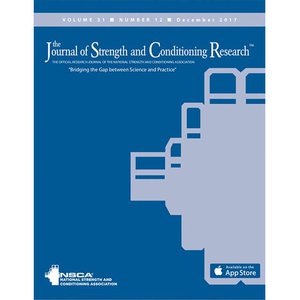 VOLUME 31 ■ NUMBER 12 ■ December 2017
the
Journal of Strength and Conditioning Research™
THE OFFICIAL RESEARCH JOURNAL OF THE NATIONAL STRENGTH AND CONDITIONING ASSOCIATION
"Bridging the Gap between Science and Practice"
NSCA
NATIONAL STRENGTH AND
CONDITIONING ASSOCIATION
Available on the
App Store